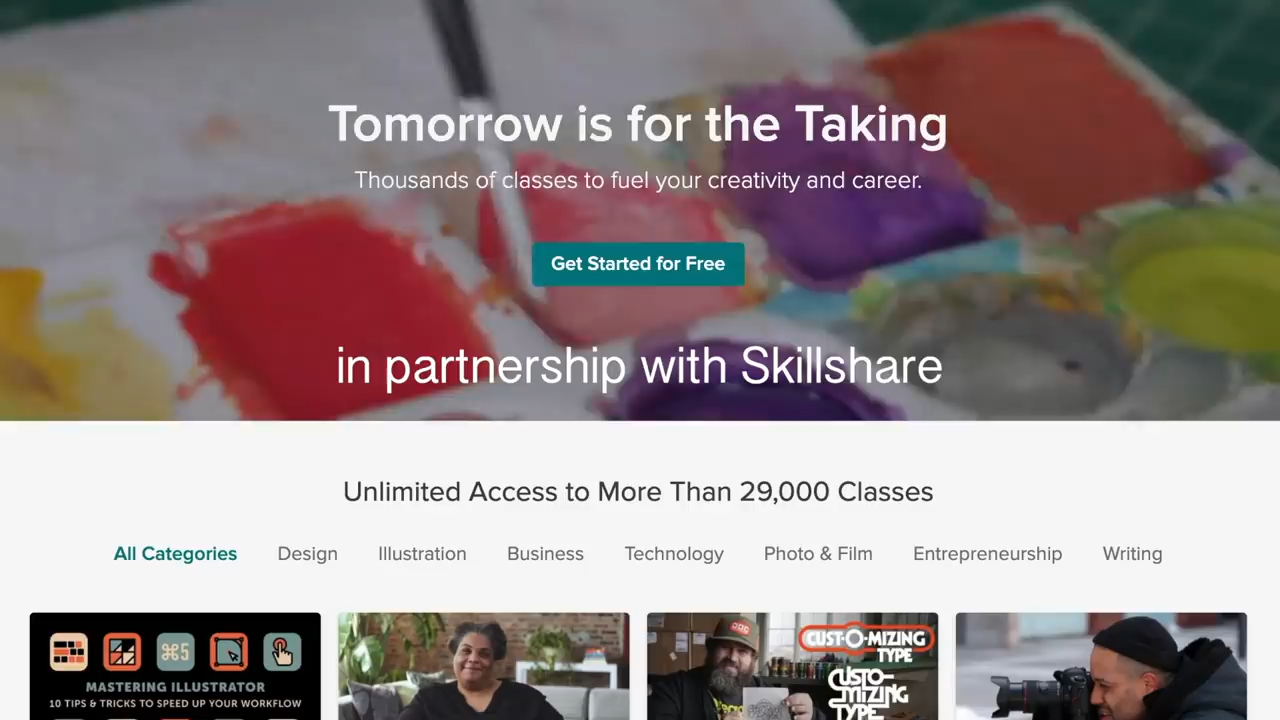 Tomorrow is for the Taking
Thousands of classes to fuel your creativity and career.
Get Started for Free
in partnership with Skillshare
Unlimited Access to More Than 29,000 Classes
All Categories Design Illustration Business Technology Photo & Film Entrepreneurship Writing
⌘5
MASTERING ILLUSTRATOR
10 TIPS & TRICKS TO SPEED UP YOUR WORKFLOW
CUST-O-MIZING
TYPE
CUSTO-
MIZING
TYPE